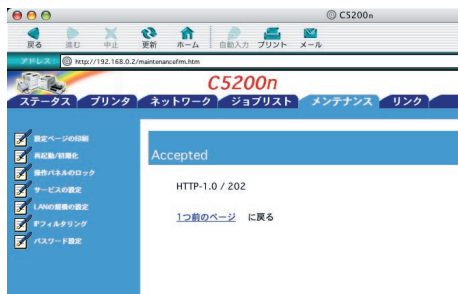 C5200n
戻る 進む 中止 更新 ホーム 自動入力 プリント メール
アドレス http://192.168.0.2/maintenancefrm.htm
C5200n
ステータス プリンタ ネットワーク ジョブリスト メンテナンス リンク
設定ページの印刷
再起動/初期化
操作パネルのロック
サービスの設定
LANの規模の設定
IPフィルタリング
パスワード設定
Accepted
HTTP-1.0 / 202
1つ前のページ に戻る